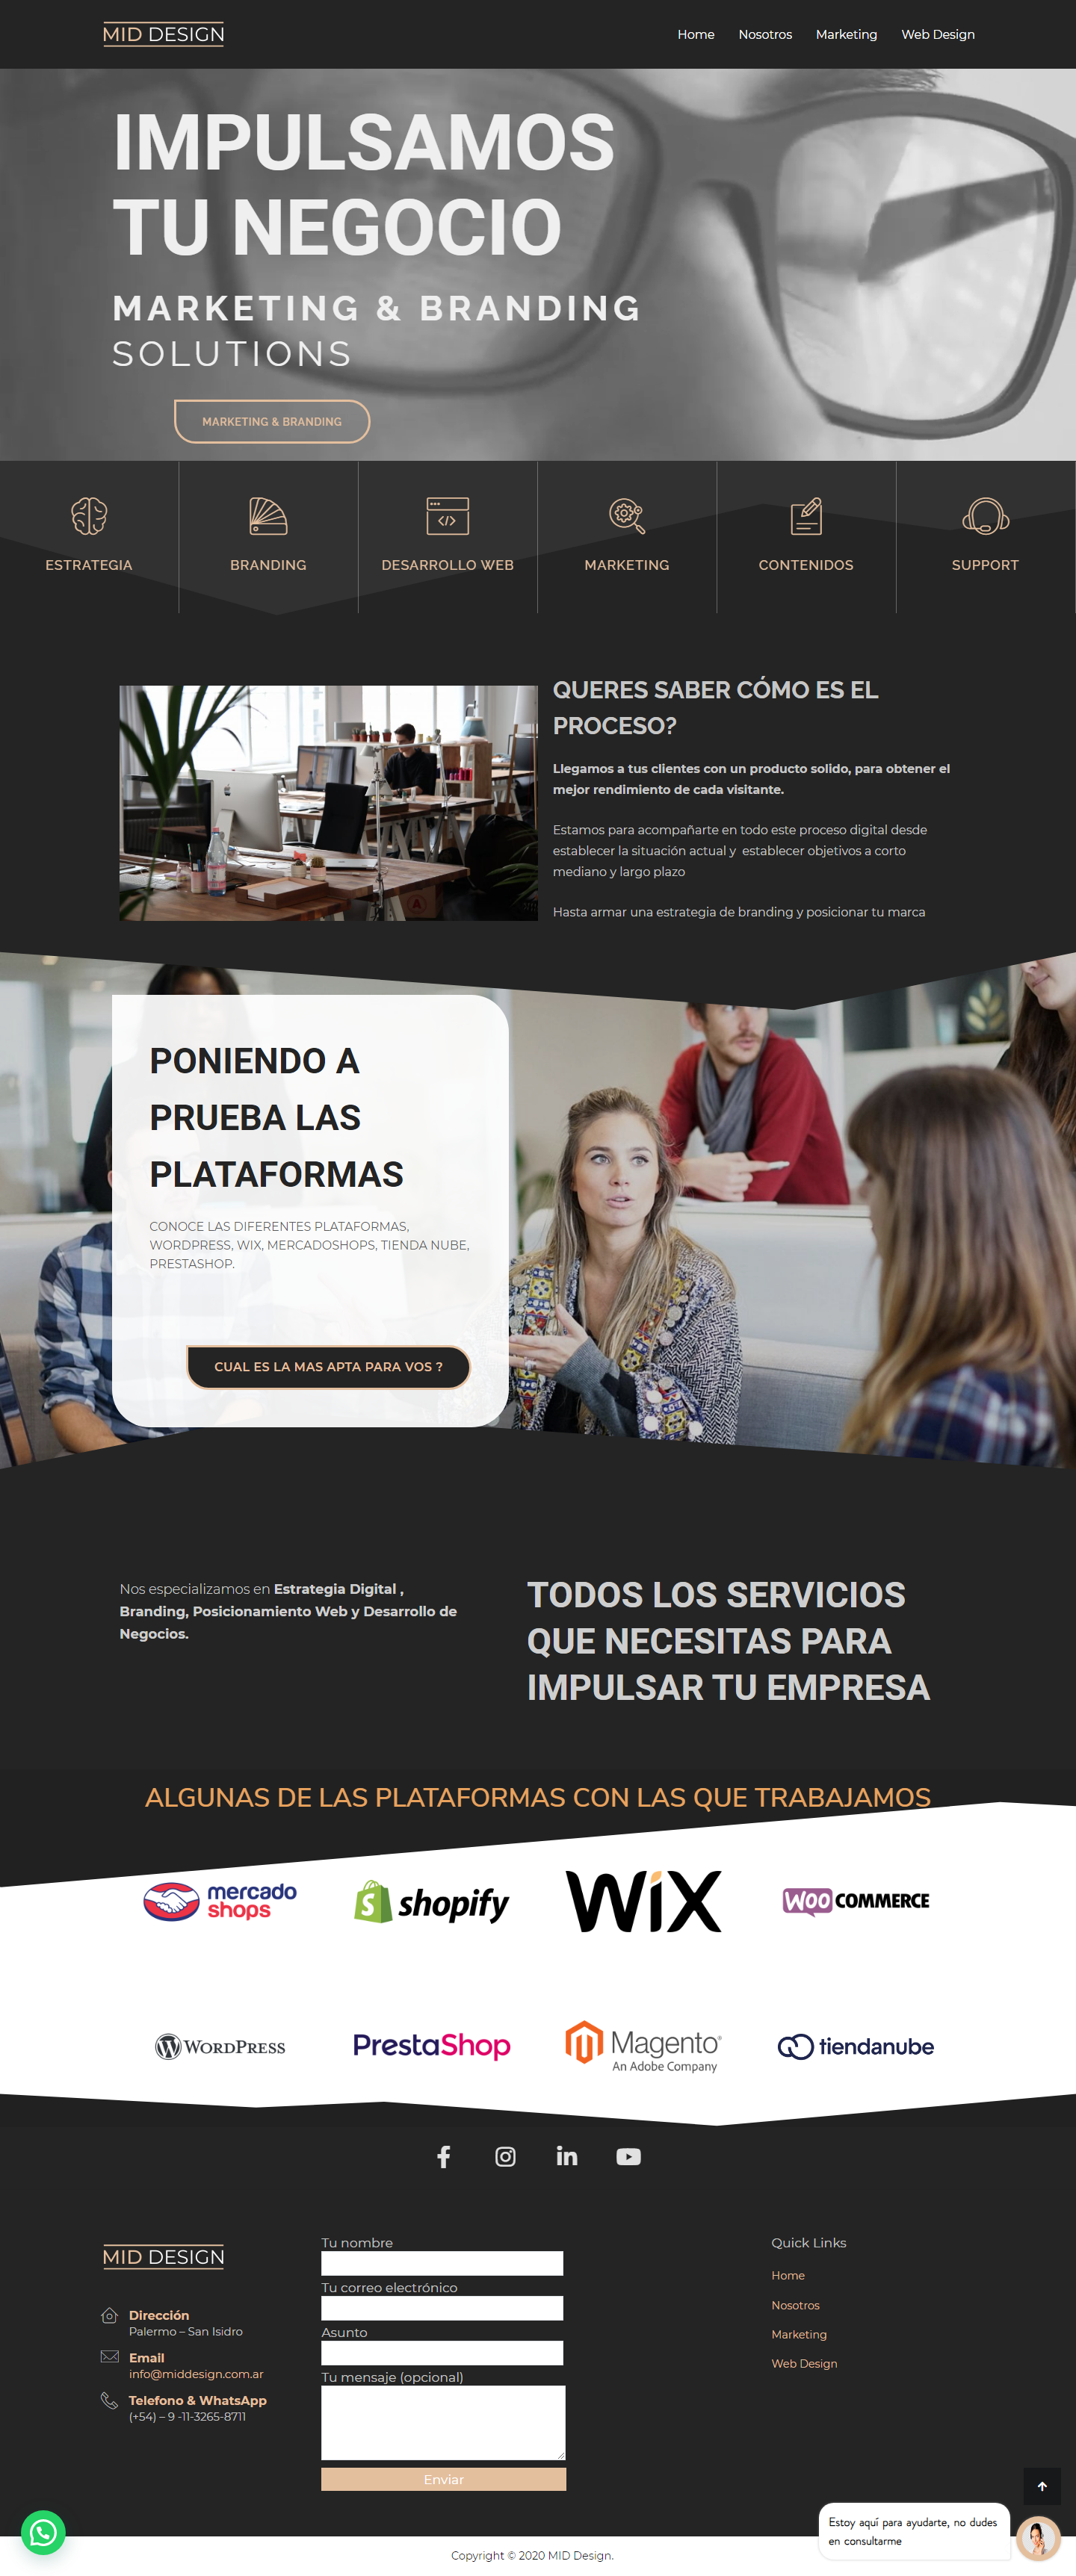 MID DESIGN
Home Nosotros Marketing Web Design
IMPULSAMOS
TU NEGOCIO
MARKETING & BRANDING
SOLUTIONS
MARKETING & BRANDING
ESTRATEGIA
BRANDING
DESARROLLO WEB
MARKETING
CONTENIDOS
SUPPORT
QUERES SABER CÓMO ES EL
PROCESO?
Llegamos a tus clientes con un producto solido, para obtener el
mejor rendimiento de cada visitante.
Estamos para acompañarte en todo este proceso digital desde
establecer la situación actual y establecer objetivos a corto
mediano y largo plazo
Hasta armar una estrategia de branding y posicionar tu marca
PONIENDO A
PRUEBA LAS
PLATAFORMAS
CONOCE LAS DIFERENTES PLATAFORMAS,
WORDPRESS, WIX, MERCADOSHOPS, TIENDA NUBE,
PRESTASHOP.
CUAL ES LA MAS APTA PARA VOS ?
Nos especializamos en Estrategia Digital ,
Branding, Posicionamiento Web y Desarrollo de
Negocios.
TODOS LOS SERVICIOS
QUE NECESITAS PARA
IMPULSAR TU EMPRESA
ALGUNAS DE LAS PLATAFORMAS CON LAS QUE TRABAJAMOS
mercado
shops
shopify
WiX
WOO COMMERCE
WORDPRESS
PrestaShop
Magento®
An Adobe Company
tiendanube
MID DESIGN
Dirección
Palermo – San Isidro
Email
info@middesign.com.ar
Telefono & WhatsApp
(+54) – 9 -11-3265-8711
Tu nombre
Tu correo electrónico
Asunto
Tu mensaje (opcional)
Enviar
Quick Links
Home
Nosotros
Marketing
Web Design
Estoy aquí para ayudarte, no dudes
en consultarme
Copyright © 2020 MID Design.